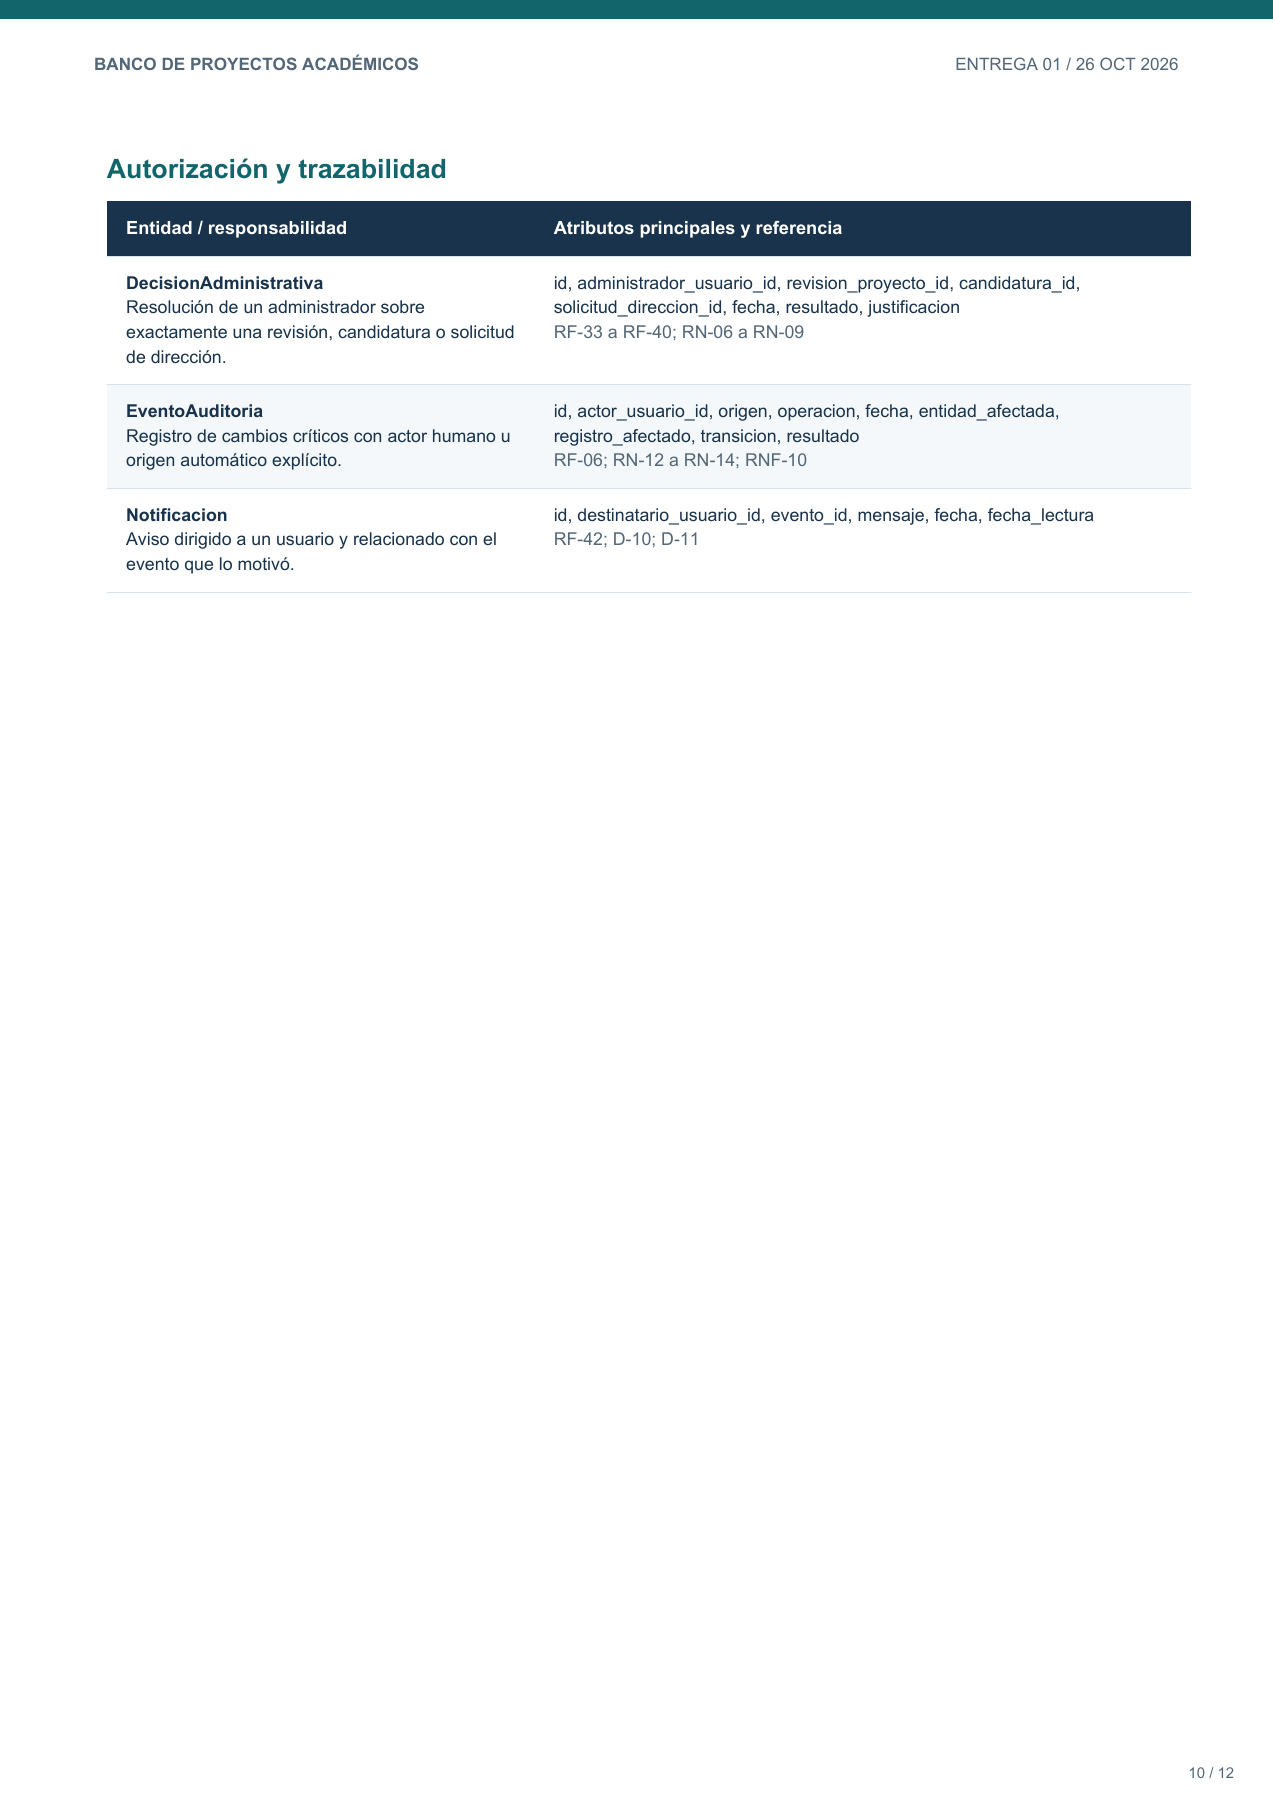 BANCO DE PROYECTOS ACADÉMICOS
ENTREGA 01 / 26 OCT 2026
Autorización y trazabilidad
Entidad / responsabilidad
Atributos principales y referencia
DecisionAdministrativa
Resolución de un administrador sobre
exactamente una revisión, candidatura o solicitud
de dirección.
id, administrador_usuario_id, revision_proyecto_id, candidatura_id,
solicitud_direccion_id, fecha, resultado, justificacion
RF-33 a RF-40; RN-06 a RN-09
EventoAuditoria
Registro de cambios críticos con actor humano u
origen automático explícito.
id, actor_usuario_id, origen, operacion, fecha, entidad_afectada,
registro_afectado, transicion, resultado
RF-06; RN-12 a RN-14; RNF-10
Notificacion
Aviso dirigido a un usuario y relacionado con el
evento que lo motivó.
id, destinatario_usuario_id, evento_id, mensaje, fecha, fecha_lectura
RF-42; D-10; D-11
10 / 12